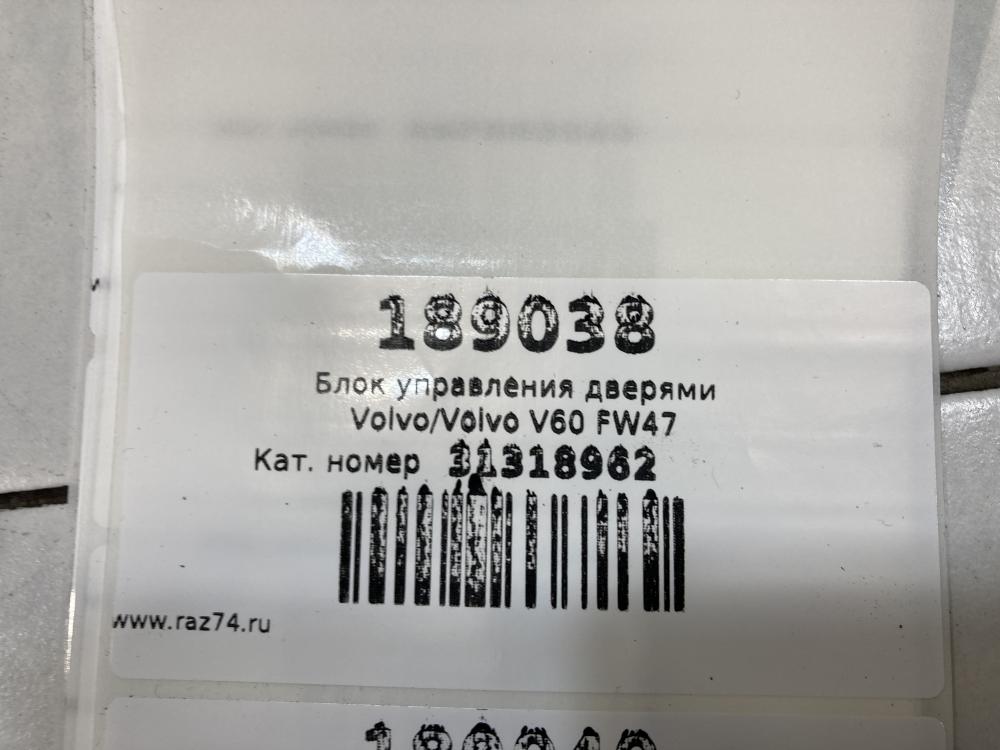 189038
Блок управления дверями
Volvo/Volvo V60 FW47
Кат. номер 31318962
www.raz74.ru